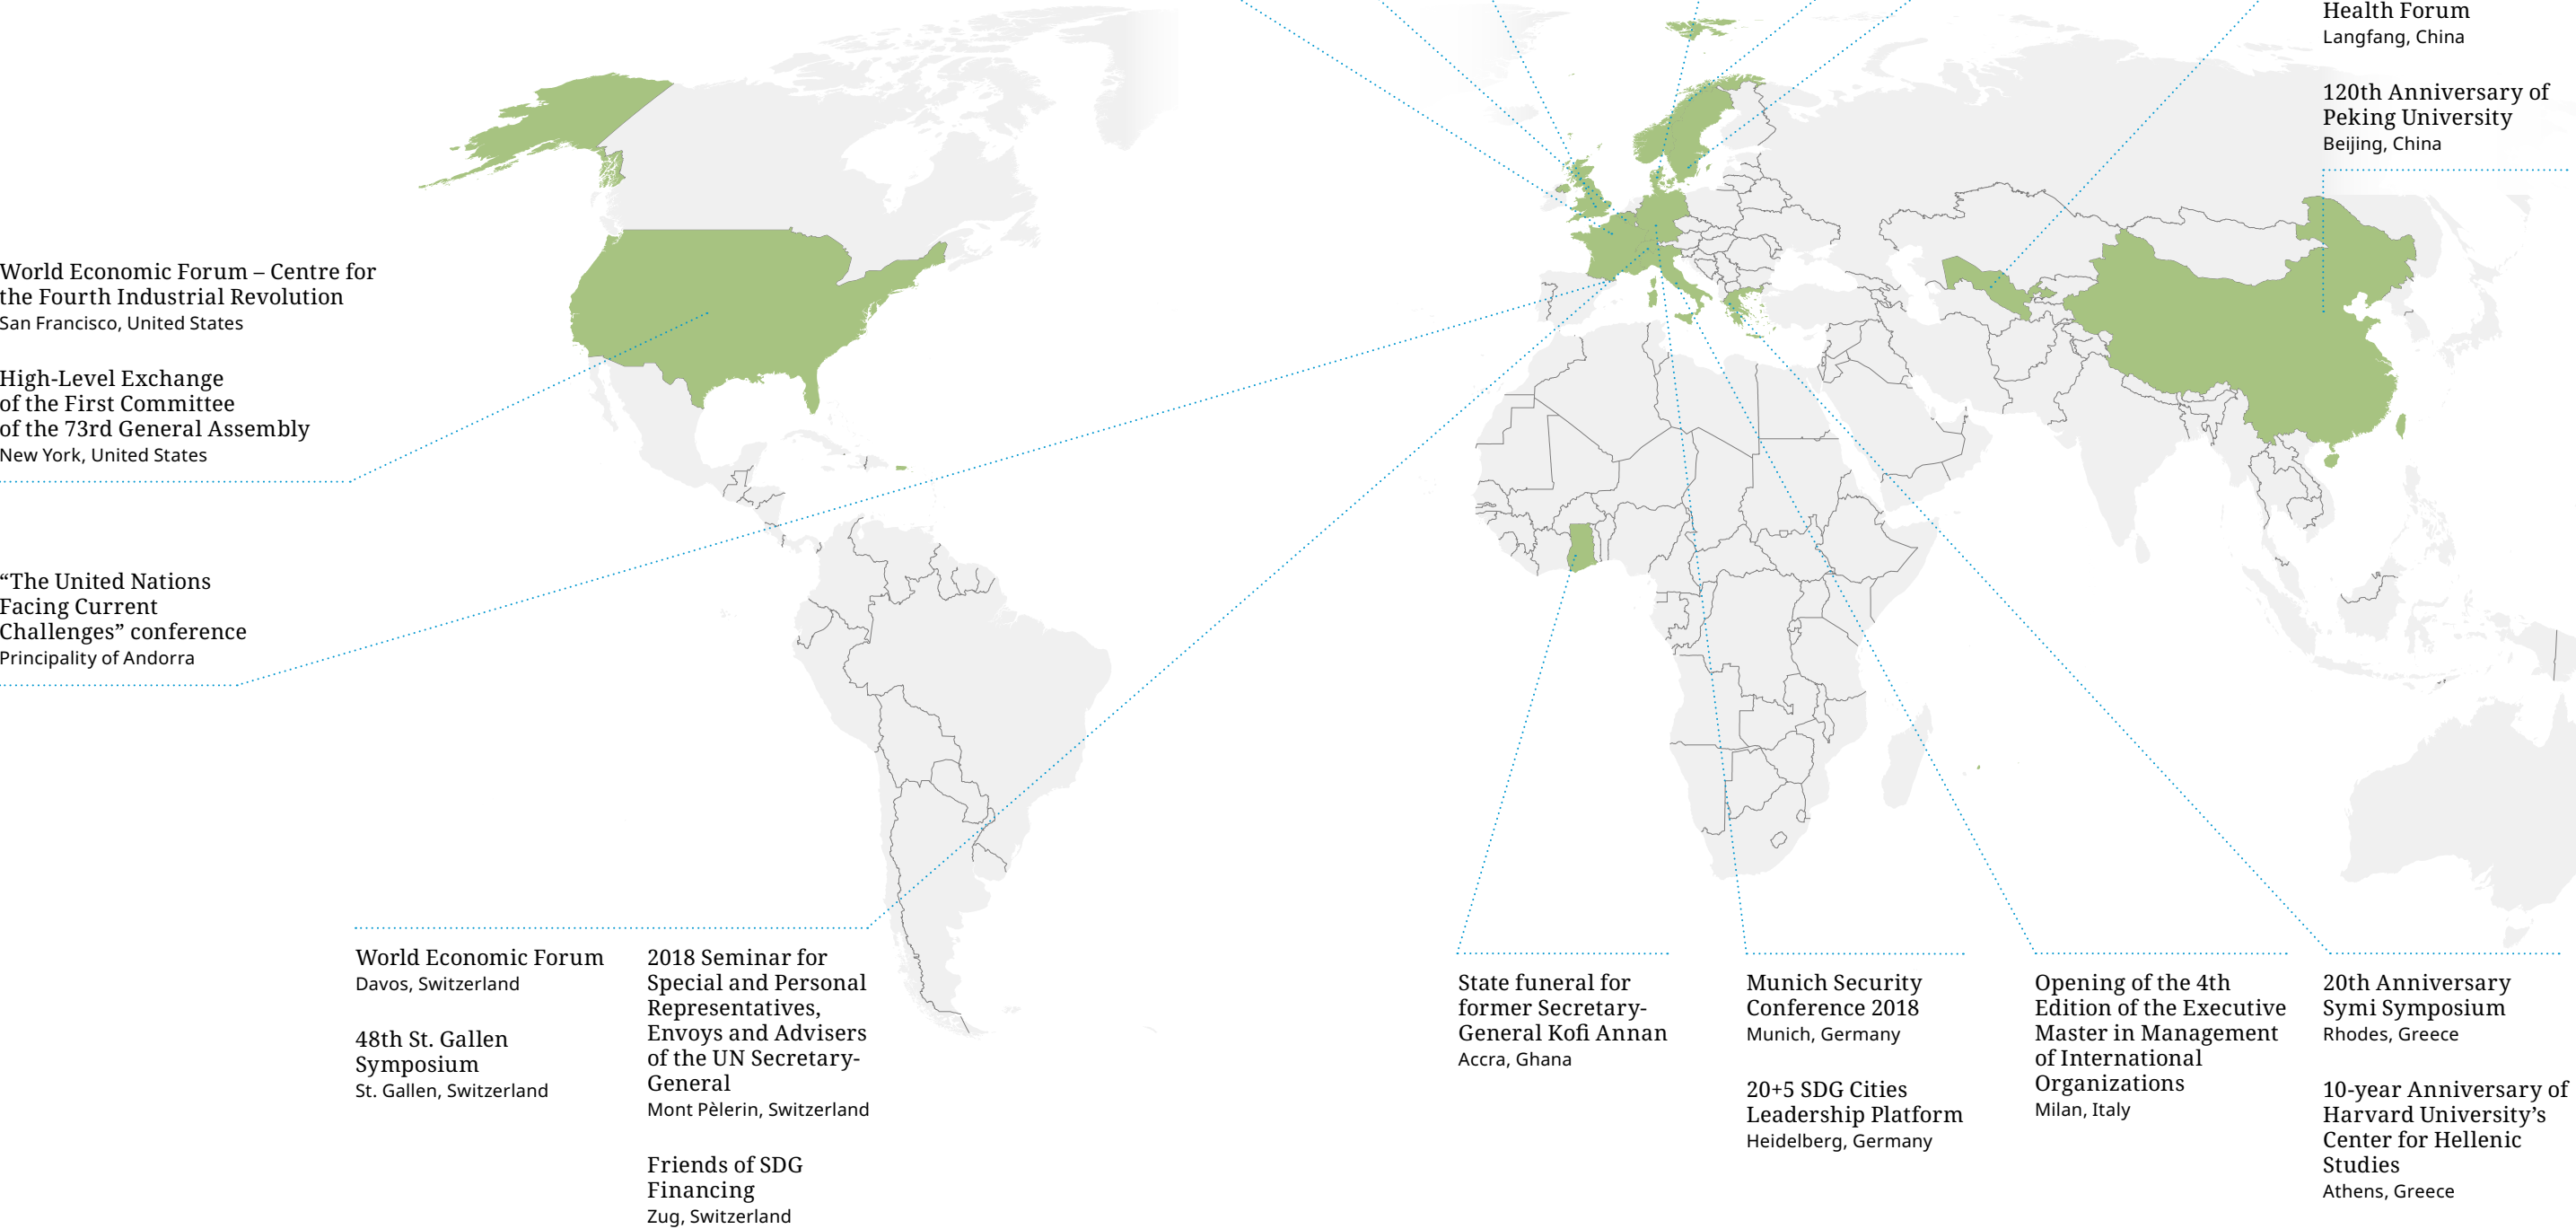 Health Forum
Langfang, China
120th Anniversary of
Peking University
Beijing, China
World Economic Forum – Centre for
the Fourth Industrial Revolution
San Francisco, United States
High-Level Exchange
of the First Committee
of the 73rd General Assembly
New York, United States
“The United Nations
Facing Current
Challenges” conference
Principality of Andorra
World Economic Forum
Davos, Switzerland
48th St. Gallen
Symposium
St. Gallen, Switzerland
2018 Seminar for
Special and Personal
Representatives,
Envoys and Advisers
of the UN Secretary-
General
Mont Pèlerin, Switzerland
Friends of SDG
Financing
Zug, Switzerland
State funeral for
former Secretary-
General Kofi Annan
Accra, Ghana
Munich Security
Conference 2018
Munich, Germany
20+5 SDG Cities
Leadership Platform
Heidelberg, Germany
Opening of the 4th
Edition of the Executive
Master in Management
of International
Organizations
Milan, Italy
20th Anniversary
Symi Symposium
Rhodes, Greece
10-year Anniversary of
Harvard University’s
Center for Hellenic
Studies
Athens, Greece